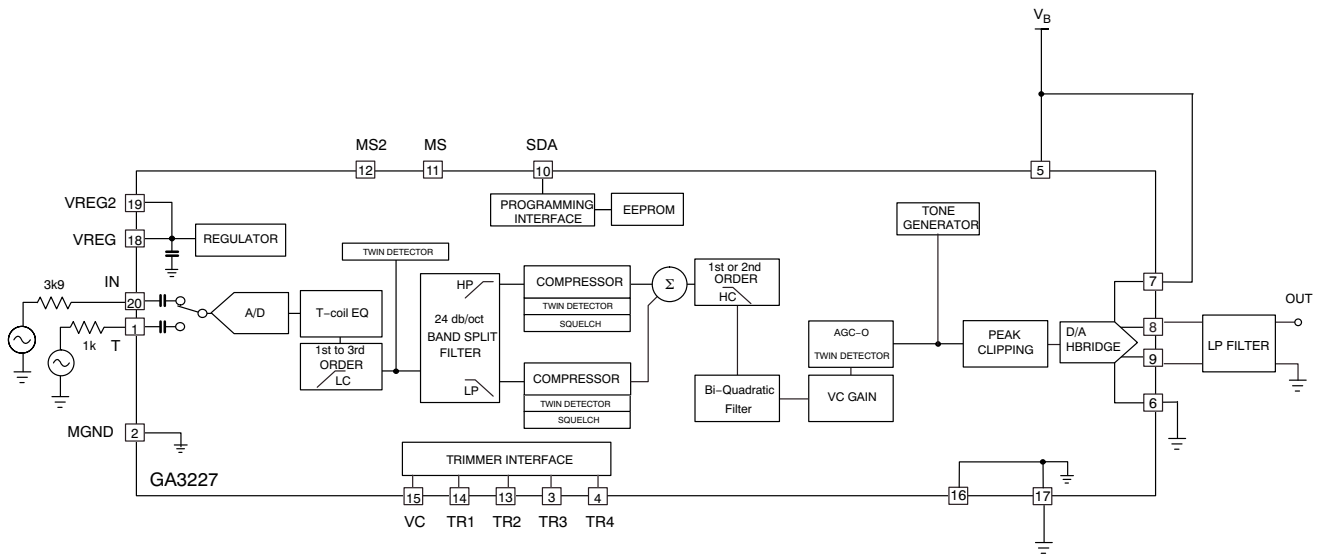 VB
MS2
MS
SDA
12
11
10
5
VREG2
19
PROGRAMMING
INTERFACE
EEPROM
TONE
GENERATOR
VREG
18
REGULATOR
TWIN DETECTOR
IN
3k9
20
1
1k
T
A/D
T-coil EQ
1st to 3rd
ORDER
LC
HP
24 db/oct
BAND SPLIT
FILTER
LP
COMPRESSOR
TWIN DETECTOR
SQUELCH
COMPRESSOR
TWIN DETECTOR
SQUELCH
Σ
1st or 2nd
ORDER
HC
Bi-Quadratic
Filter
AGC-O
TWIN DETECTOR
VC GAIN
PEAK
CLIPPING
D/A
HBRIDGE
7
8
9
6
LP FILTER
OUT
MGND
2
GA3227
TRIMMER INTERFACE
15
14
13
3
4
16
17
VC
TR1
TR2
TR3
TR4